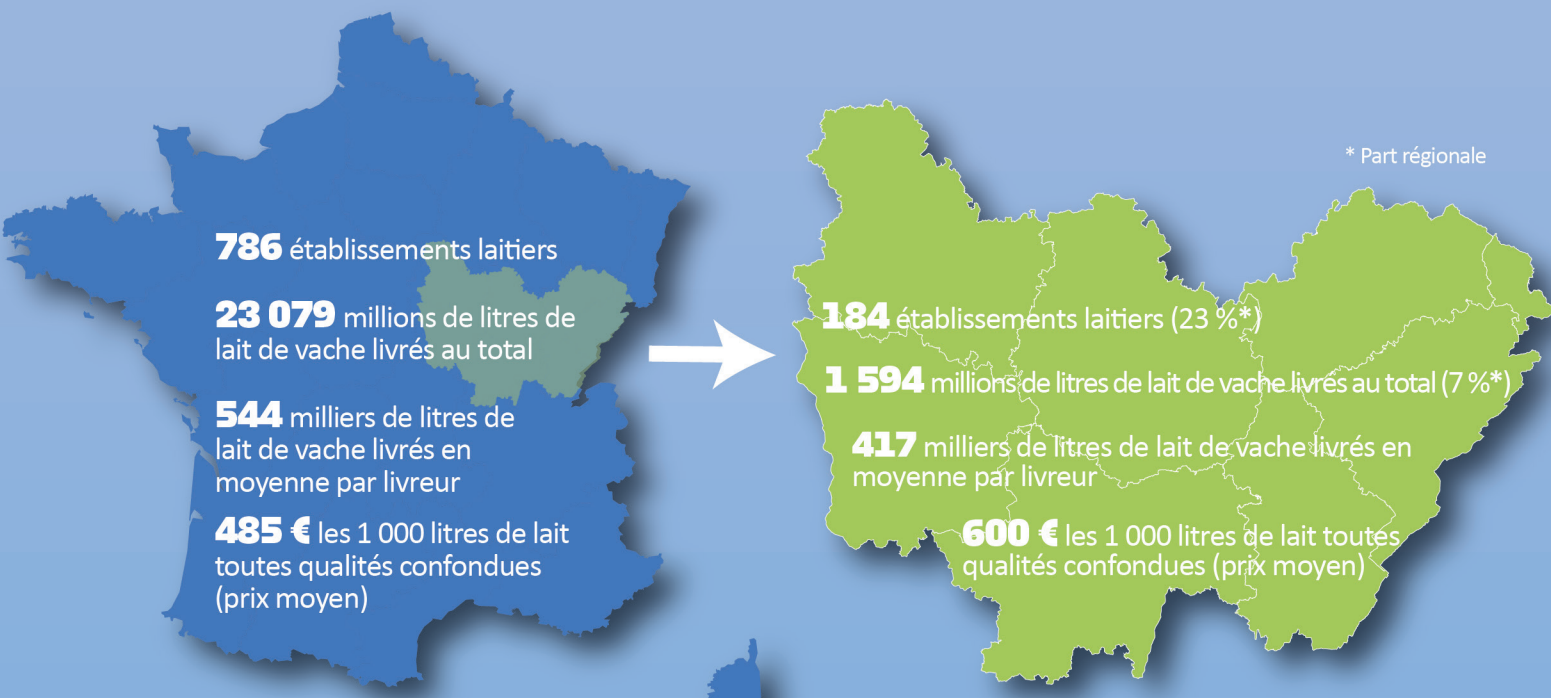 786 établissements laitiers
23 079 millions de litres de
lait de vache livrés au total
544 milliers de litres de
lait de vache livrés en
moyenne par livreur
485 € les 1 000 litres de lait
toutes qualités confondues
(prix moyen)
* Part régionale
184 établissements laitiers (23 %*)
1 594 millions de litres de lait de vache livrés au total (7 %*)
417 milliers de litres de lait de vache livrés en
moyenne par livreur
600 € les 1 000 litres de lait toutes
qualités confondues (prix moyen)